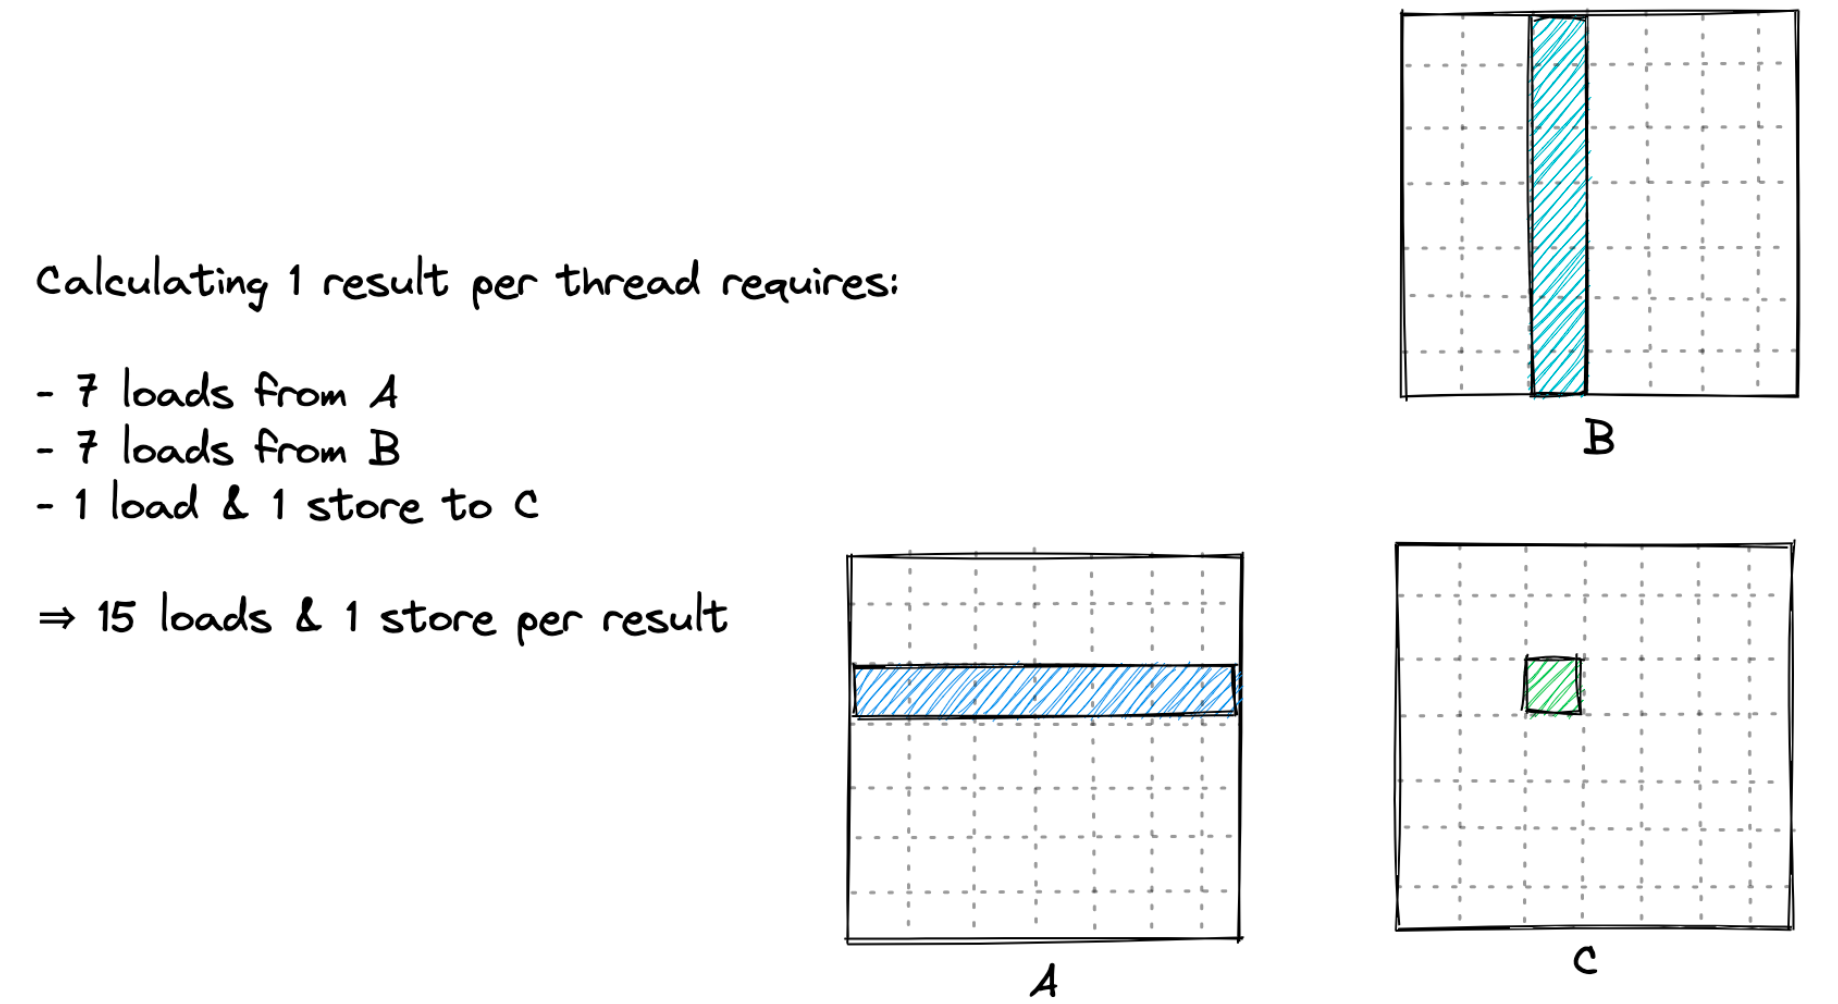 Calculating 1 result per thread requires:
- 7 loads from A
- 7 loads from B
- 1 load & 1 store to C
⇒ 15 loads & 1 store per result
B
A
C